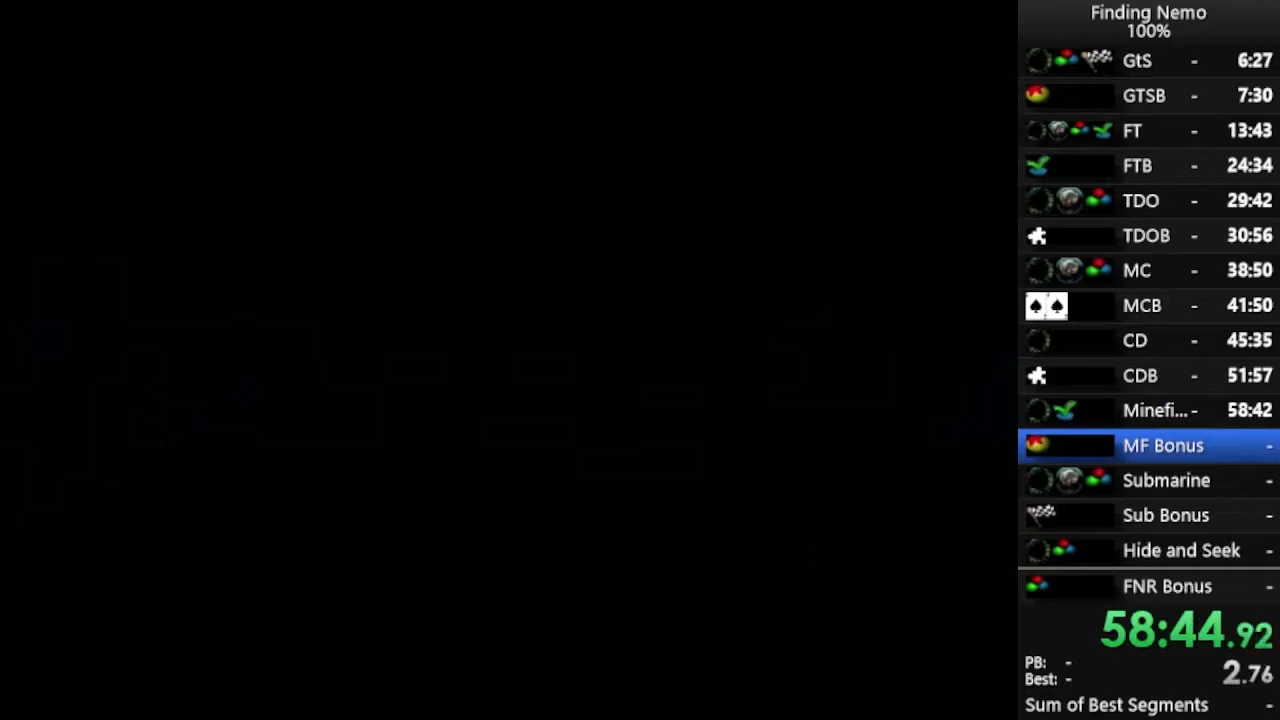 Finding Nemo
100%
GtS - 6:27
GTSB - 7:30
FT - 13:43
FTB - 24:34
TDO - 29:42
TDOB - 30:56
MC - 38:50
MCB - 41:50
CD - 45:35
CDB - 51:57
Minefi... - 58:42
MF Bonus -
Submarine -
Sub Bonus -
Hide and Seek -
FNR Bonus -
58:44.92
PB: -
2.76
Best: -
Sum of Best Segments -